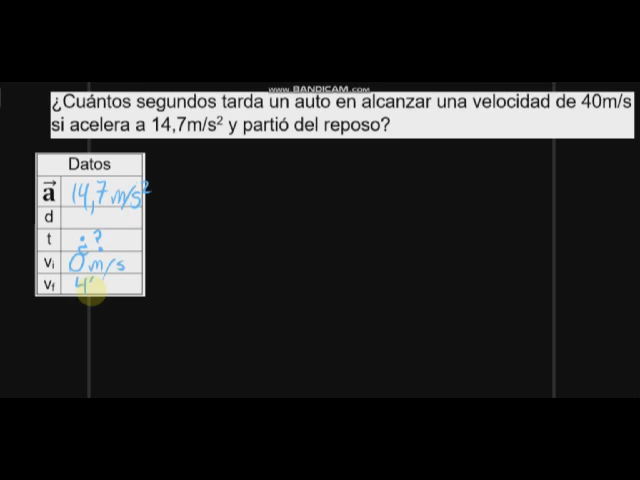 www.BANDICAM.com
¿Cuántos segundos tarda un auto en alcanzar una velocidad de 40m/s
si acelera a 14,7m/s² y partió del reposo?
Datos
a 14,7 m/s²
d
t ¿?
vi 0 m/s
vf 4